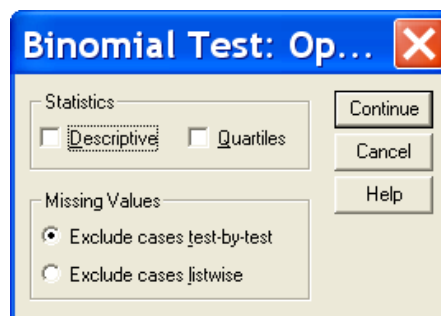 Binomial Test: Op...
Statistics
Descriptive Quartiles
Missing Values
Exclude cases test-by-test
Exclude cases listwise
Continue
Cancel
Help